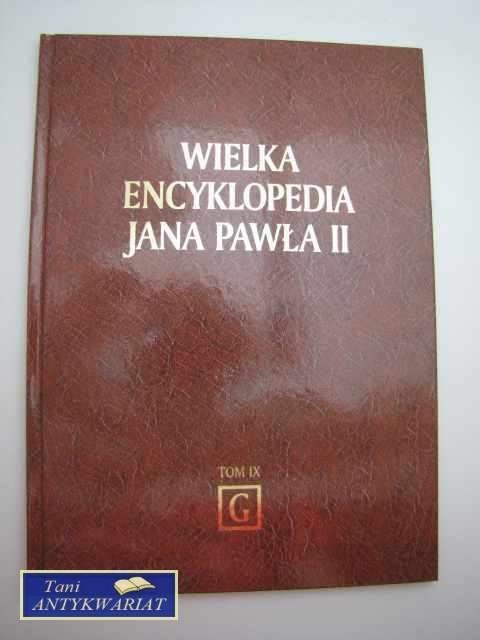 WIELKA
ENCYKLOPEDIA
JANA PAWŁA II
TOM IX
G
Tani
ANTYKWARIAT